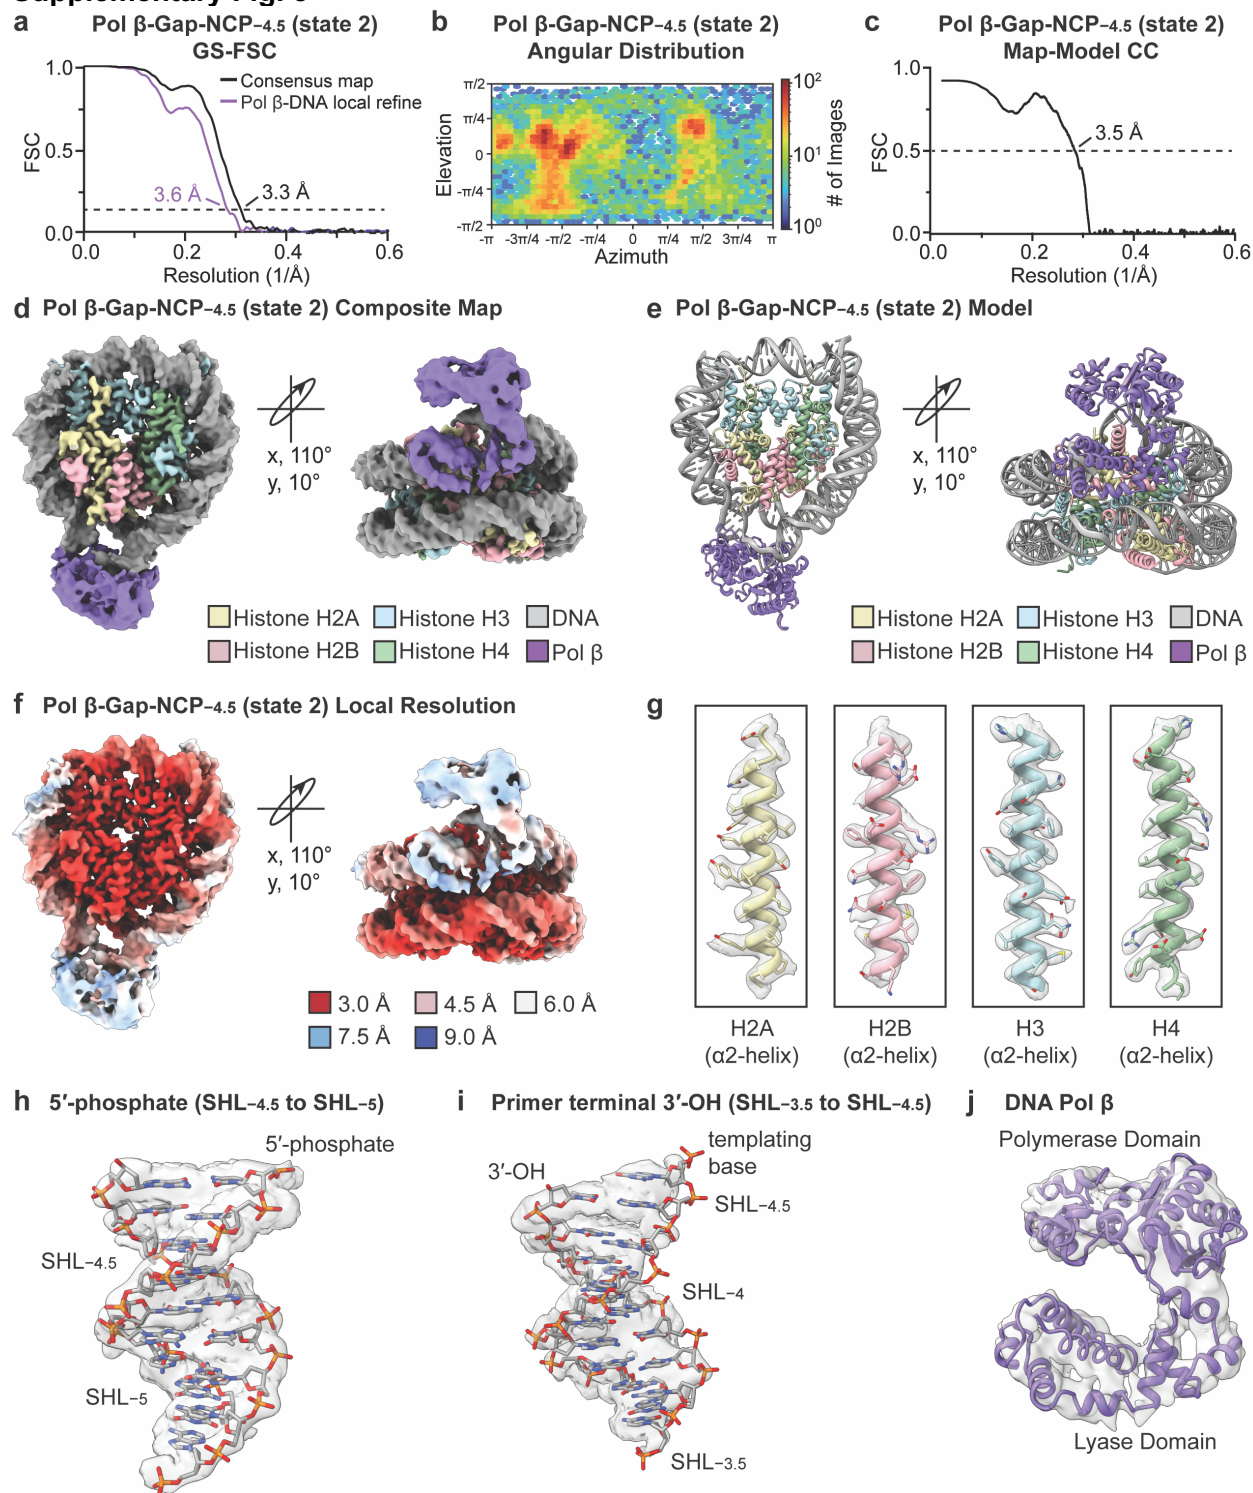 Supplementary Fig.
a Pol β-Gap-NCP–4.5 (state 2)
GS-FSC
1.0
0.5
0.0
FSC
Consensus map
Pol β-DNA local refine
3.6 Å
3.3 Å
0.0 0.2 0.4 0.6
Resolution (1/Å)
b Pol β-Gap-NCP–4.5 (state 2)
Angular Distribution
π/2
π/4
0
-π/4
-π/2
Elevation
-π -3π/4 -π/2 -π/4 0 π/4 π/2 3π/4 π
Azimuth
10²
10¹
10⁰
# of Images
c Pol β-Gap-NCP–4.5 (state 2)
Map-Model CC
1.0
0.5
0.0
FSC
3.5 Å
0.0 0.2 0.4 0.6
Resolution (1/Å)
d Pol β-Gap-NCP–4.5 (state 2) Composite Map
x, 110°
y, 10°
Histone H2A Histone H3 DNA
Histone H2B Histone H4 Pol β
e Pol β-Gap-NCP–4.5 (state 2) Model
x, 110°
y, 10°
Histone H2A Histone H3 DNA
Histone H2B Histone H4 Pol β
f Pol β-Gap-NCP–4.5 (state 2) Local Resolution
x, 110°
y, 10°
3.0 Å 4.5 Å 6.0 Å
7.5 Å 9.0 Å
g
H2A
(α2-helix)
H2B
(α2-helix)
H3
(α2-helix)
H4
(α2-helix)
h 5′-phosphate (SHL–4.5 to SHL–5)
5′-phosphate
SHL–4.5
SHL–5
i Primer terminal 3′-OH (SHL–3.5 to SHL–4.5)
3′-OH
templating
base
SHL–4.5
SHL–4
SHL–3.5
j DNA Pol β
Polymerase Domain
Lyase Domain